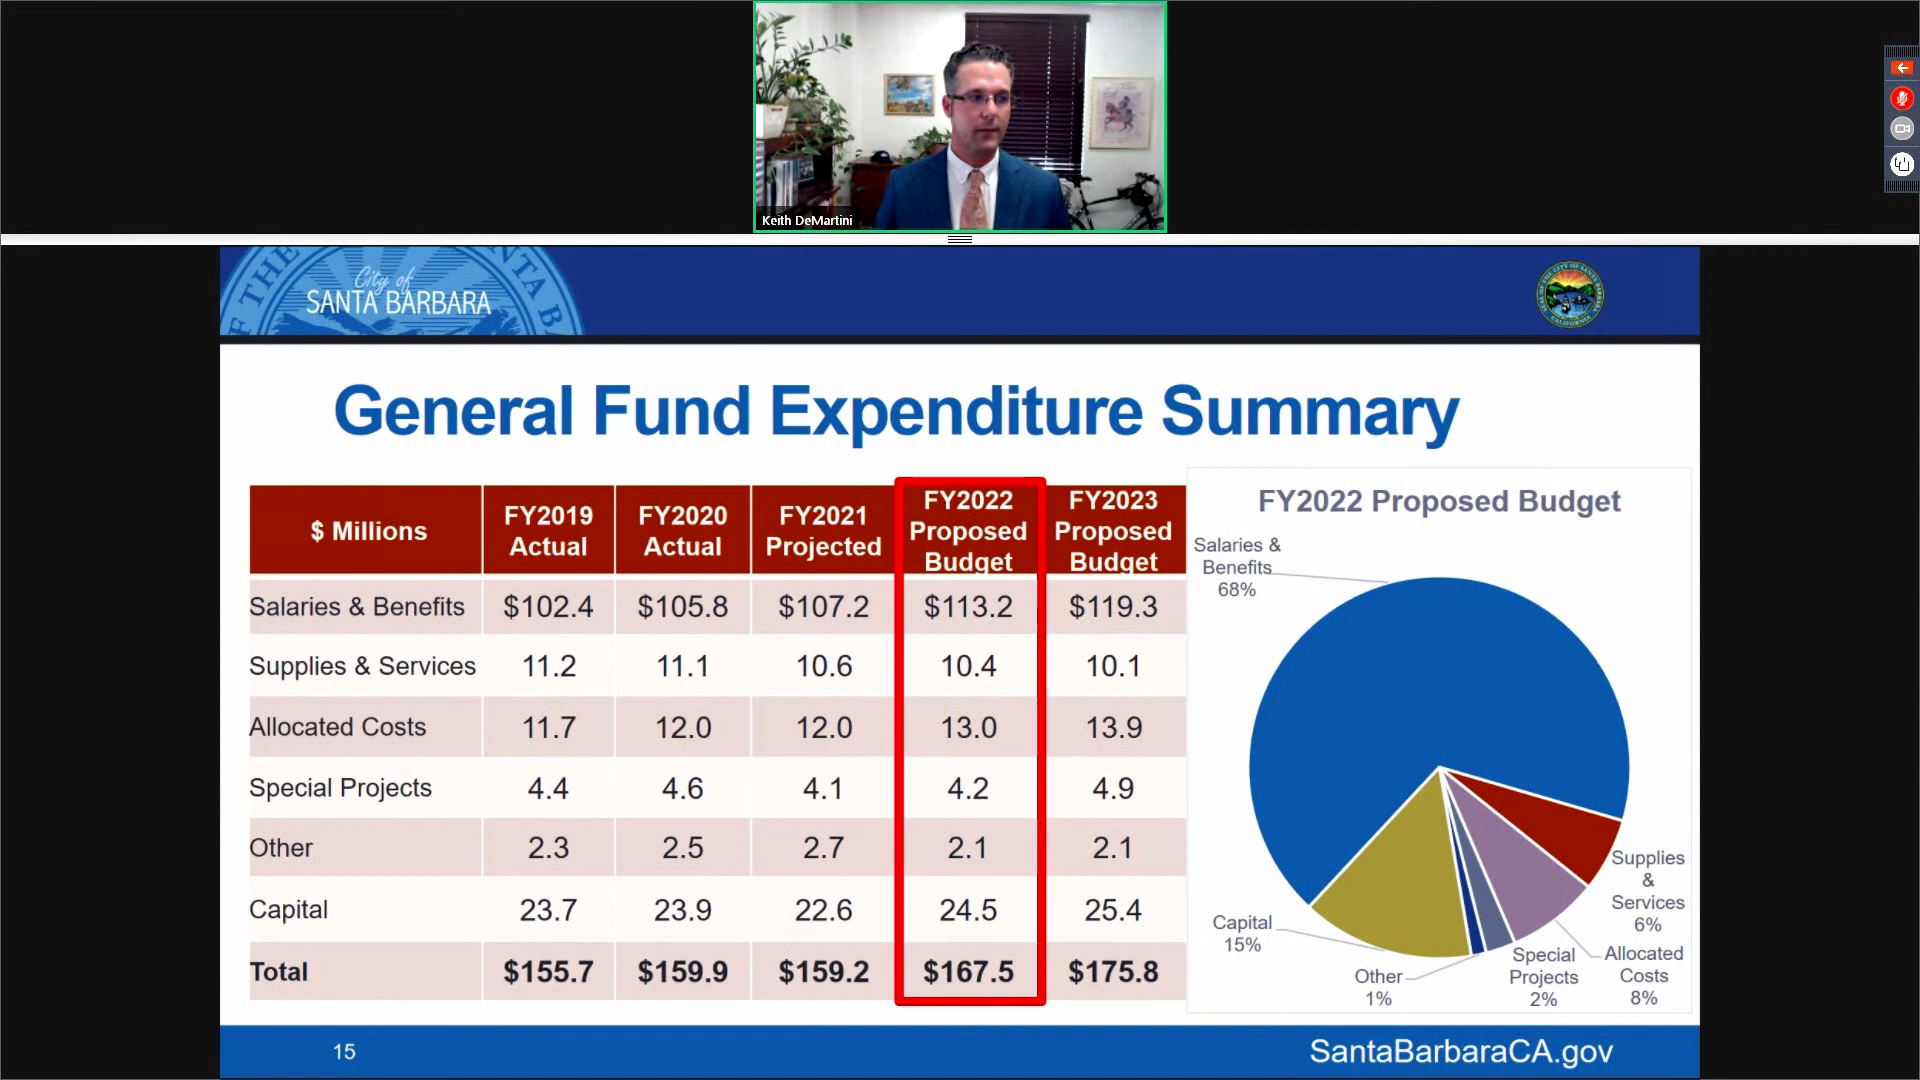 Keith DeMartini
City of
SANTA BARBARA
General Fund Expenditure Summary
$ Millions FY2019 Actual FY2020 Actual FY2021 Projected FY2022 Proposed Budget FY2023 Proposed Budget
Salaries & Benefits $102.4 $105.8 $107.2 $113.2 $119.3
Supplies & Services 11.2 11.1 10.6 10.4 10.1
Allocated Costs 11.7 12.0 12.0 13.0 13.9
Special Projects 4.4 4.6 4.1 4.2 4.9
Other 2.3 2.5 2.7 2.1 2.1
Capital 23.7 23.9 22.6 24.5 25.4
Total $155.7 $159.9 $159.2 $167.5 $175.8
FY2022 Proposed Budget
Salaries &
Benefits
68%
Supplies
&
Services
6%
Allocated
Costs
8%
Special
Projects
2%
Other
1%
Capital
15%
15
SantaBarbaraCA.gov